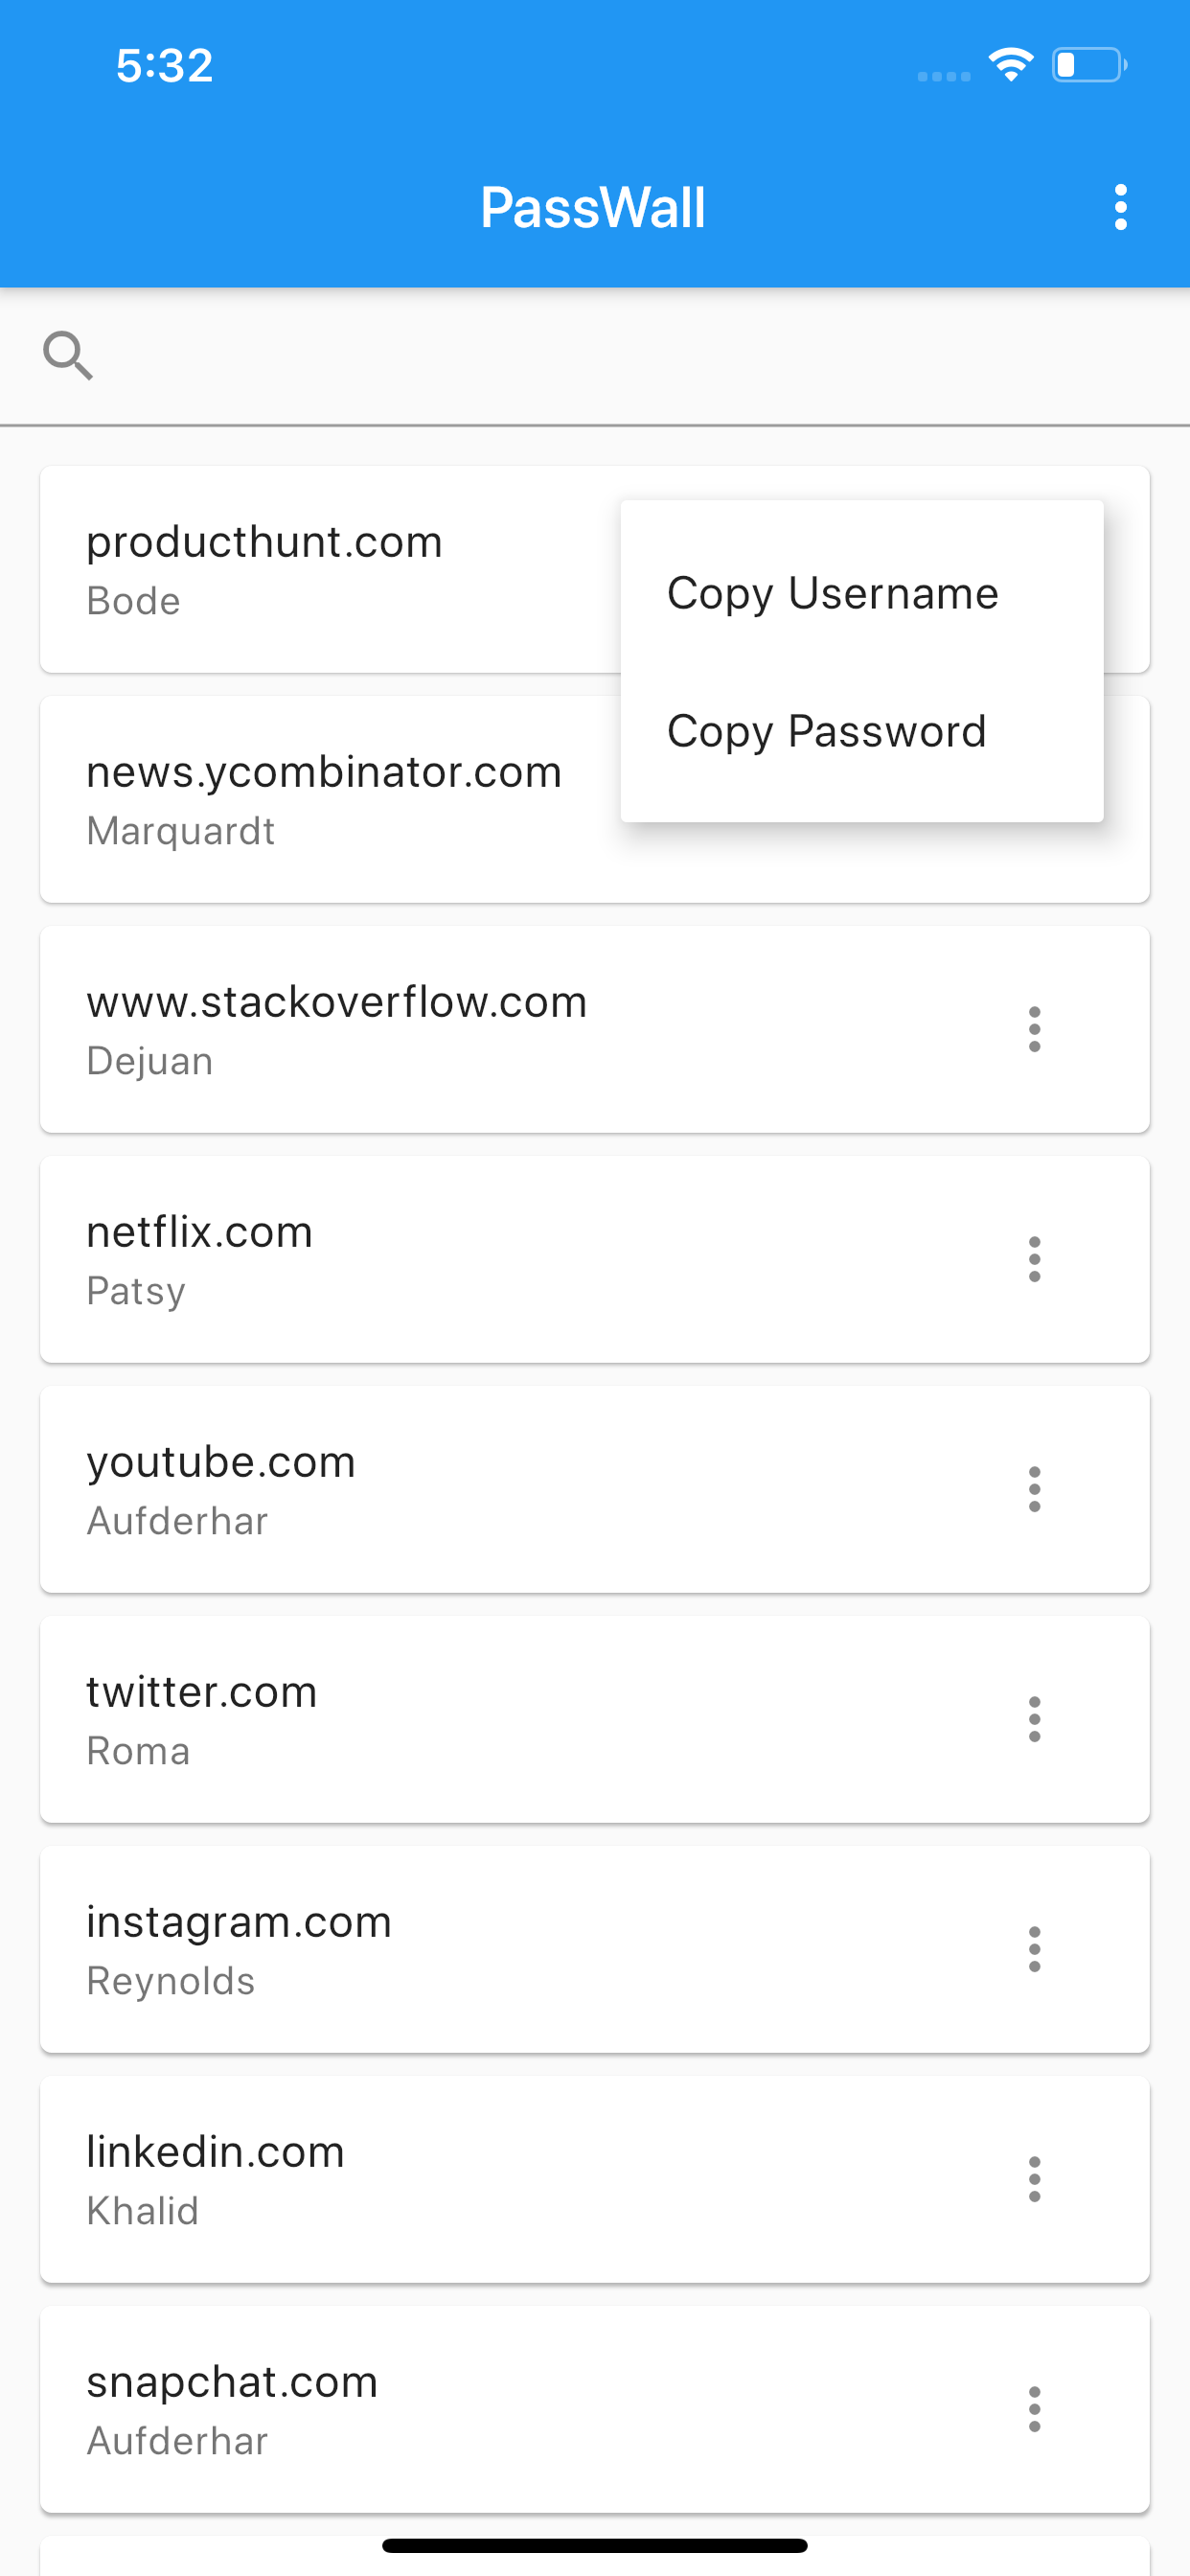 5:32
PassWall
producthunt.com
Bode
Copy Username
Copy Password
news.ycombinator.com
Marquardt
www.stackoverflow.com
Dejuan
netflix.com
Patsy
youtube.com
Aufderhar
twitter.com
Roma
instagram.com
Reynolds
linkedin.com
Khalid
snapchat.com
Aufderhar